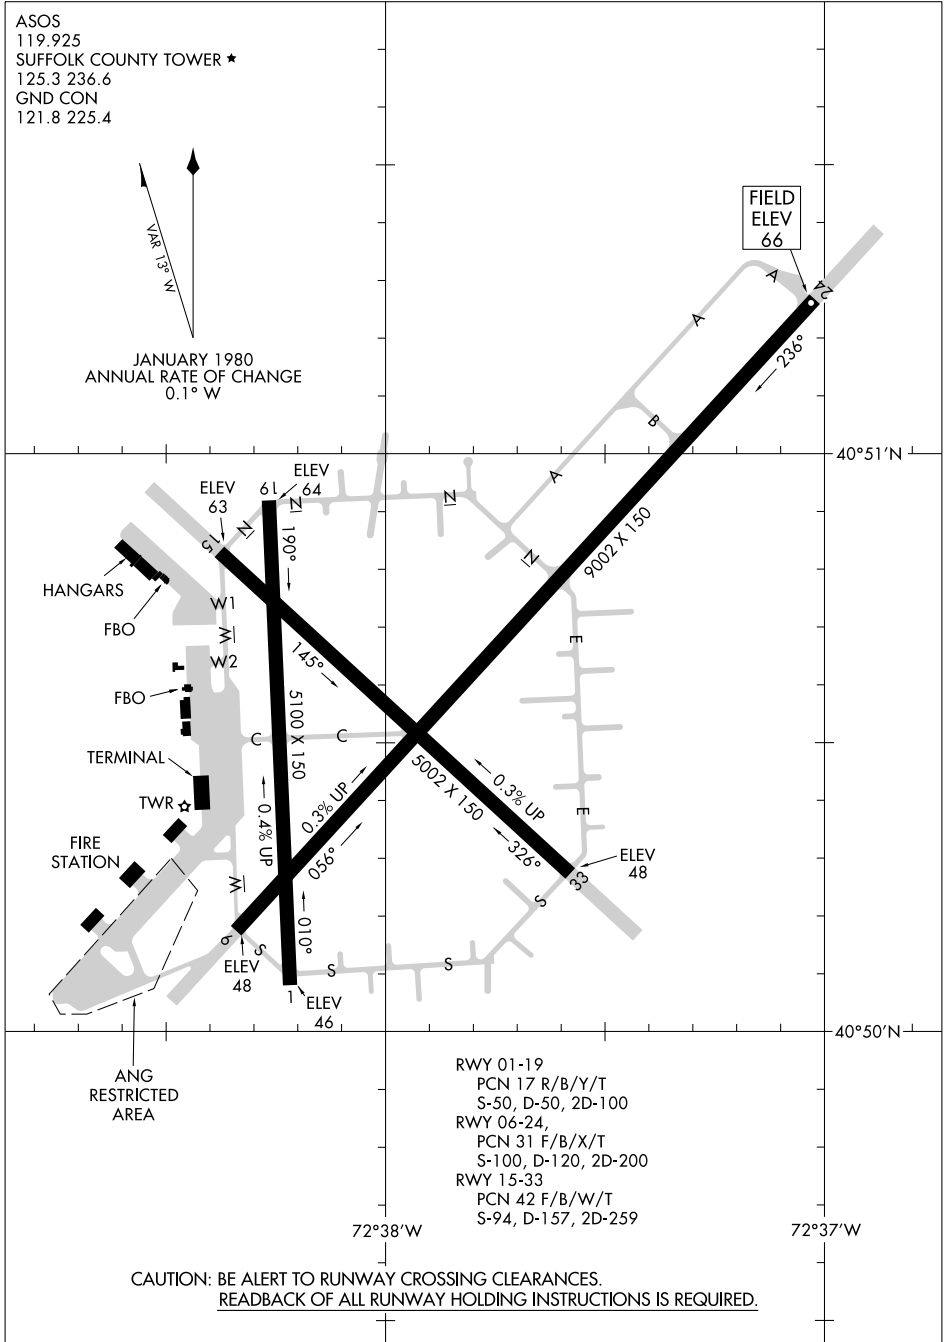 ASOS
119.925
SUFFOLK COUNTY TOWER ★
125.3 236.6
GND CON
121.8 225.4
VAR 13° W
JANUARY 1980
ANNUAL RATE OF CHANGE
0.1° W
FIELD
ELEV
66
A
24
A
236°
B
A
40°51'N
ELEV
63
19
ELEV
64
N
N
N
15
190°
N
9002 X 150
HANGARS
FBO
W1
W
W2
E
145°
FBO
5100 X 150
C
C
TERMINAL
TWR
5002 X 150
0.3% UP
0.3% UP
0.4% UP
E
FIRE
STATION
056°
326°
ELEV
48
33
W
S
010°
6
S
S
S
ELEV
48
1
ELEV
46
40°50'N
ANG
RESTRICTED
AREA
RWY 01-19
PCN 17 R/B/Y/T
S-50, D-50, 2D-100
RWY 06-24,
PCN 31 F/B/X/T
S-100, D-120, 2D-200
RWY 15-33
PCN 42 F/B/W/T
S-94, D-157, 2D-259
72°38'W
72°37'W
CAUTION: BE ALERT TO RUNWAY CROSSING CLEARANCES.
READBACK OF ALL RUNWAY HOLDING INSTRUCTIONS IS REQUIRED.